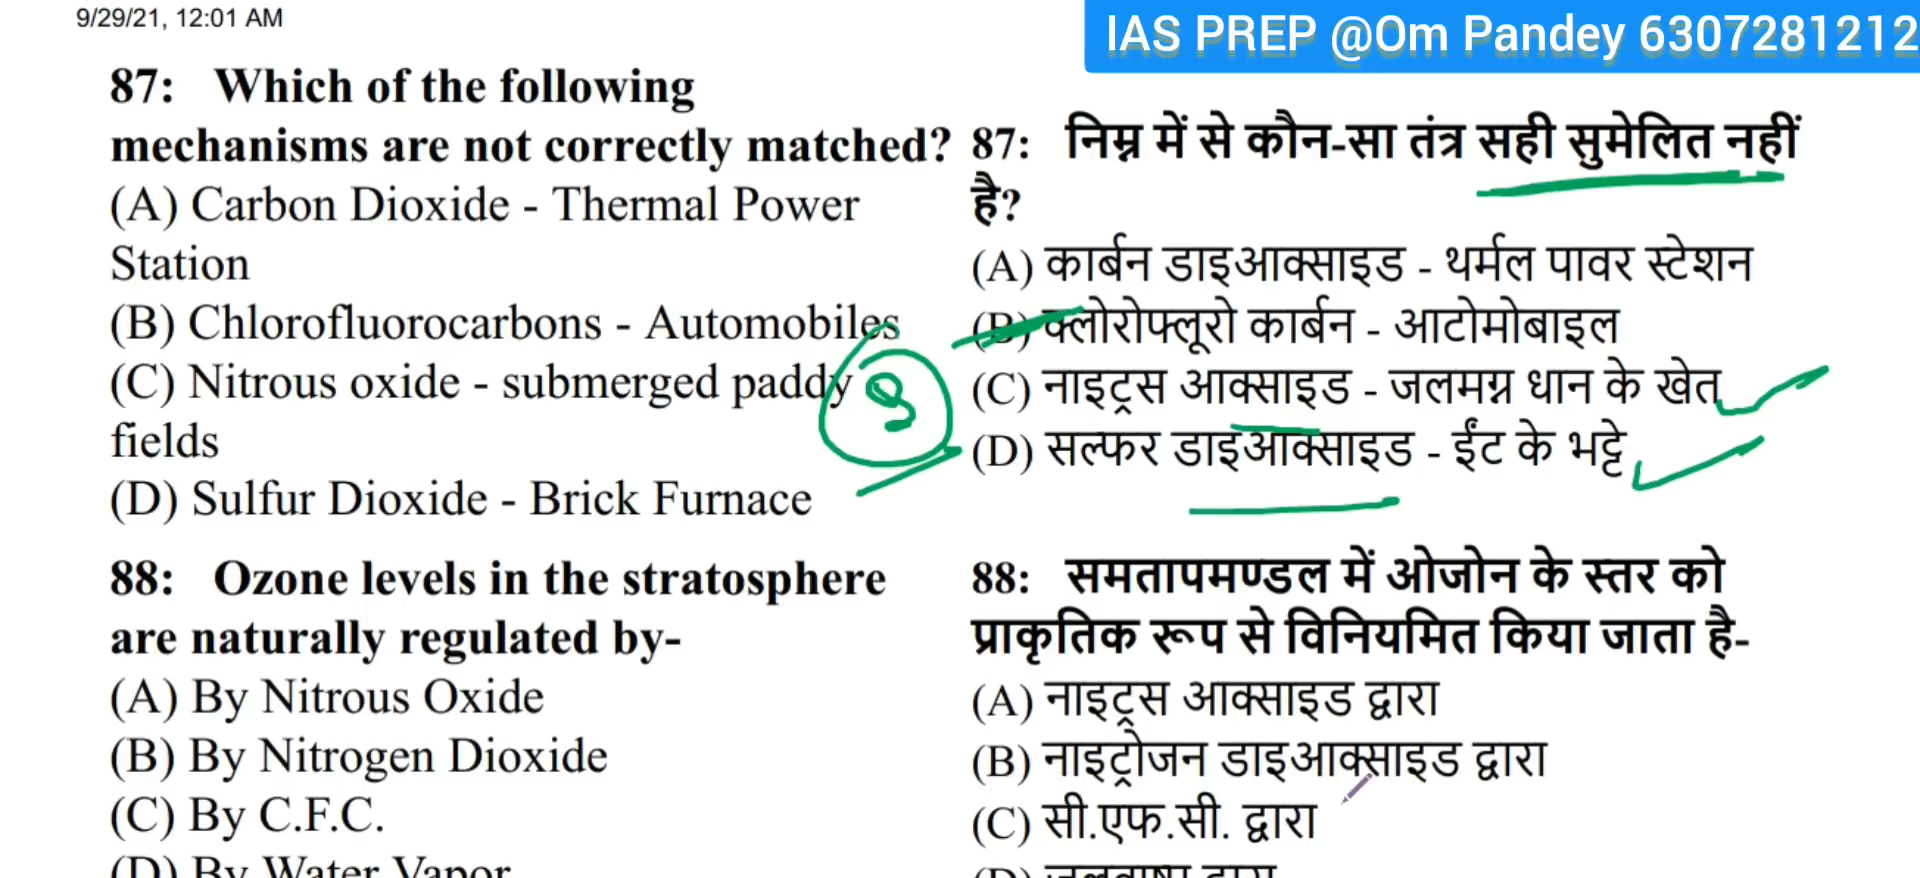 9/29/21, 12:01 AM
IAS PREP @Om Pandey 6307281212
87: Which of the following
mechanisms are not correctly matched?
(A) Carbon Dioxide - Thermal Power
Station
(B) Chlorofluorocarbons - Automobiles
(C) Nitrous oxide - submerged paddy
fields
(D) Sulfur Dioxide - Brick Furnace
88: Ozone levels in the stratosphere
are naturally regulated by-
(A) By Nitrous Oxide
(B) By Nitrogen Dioxide
(C) By C.F.C.
(D) By Water Vapor
87: निम्न में से कौन-सा तंत्र सही सुमेलित नहीं
है?
(A) कार्बन डाइआक्साइड - थर्मल पावर स्टेशन
(B) क्लोरोफ्लूरो कार्बन - आटोमोबाइल
(C) नाइट्रस आक्साइड - जलमग्न धान के खेत
(D) सल्फर डाइआक्साइड - ईंट के भट्टे
88: समतापमण्डल में ओजोन के स्तर को
प्राकृतिक रूप से विनियमित किया जाता है-
(A) नाइट्रस आक्साइड द्वारा
(B) नाइट्रोजन डाइआक्साइड द्वारा
(C) सी.एफ.सी. द्वारा
(D) जलवाष्प द्वारा